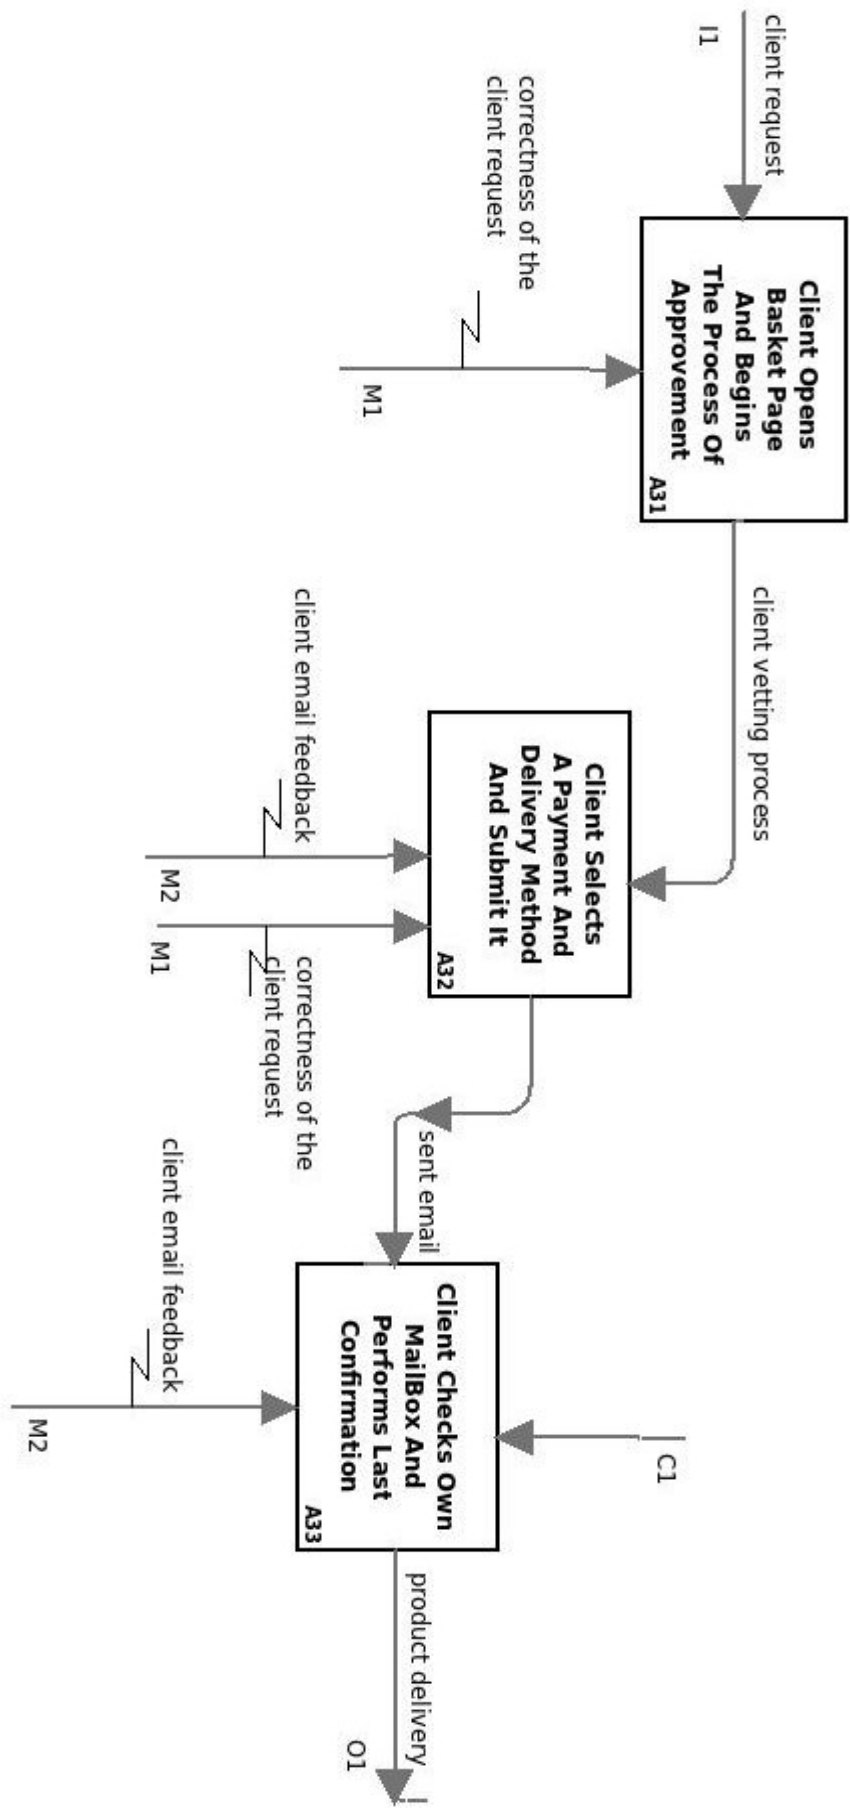 client request
I1
Client Opens
Basket Page
And Begins
The Process Of
Approvement
A31
correctness of the
client request
M1
client vetting process
Client Selects
A Payment And
Delivery Method
And Submit It
A32
client email feedback
M2
M1
correctness of the
client request
sent email
C1
Client Checks Own
MailBox And
Performs Last
Confirmation
A33
client email feedback
M2
product delivery
O1